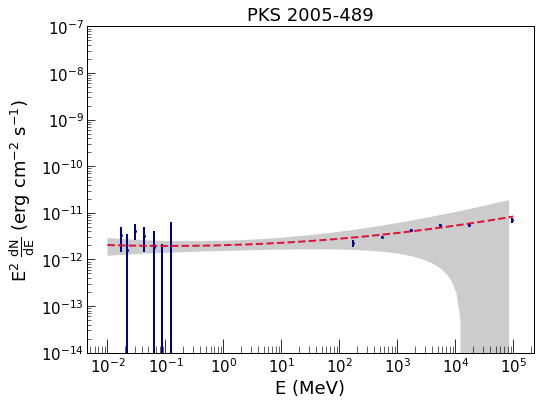 PKS 2005-489
E² dN/dE (erg cm⁻² s⁻¹)
10⁻⁷
10⁻⁸
10⁻⁹
10⁻¹⁰
10⁻¹¹
10⁻¹²
10⁻¹³
10⁻¹⁴
10⁻² 10⁻¹ 10⁰ 10¹ 10² 10³ 10⁴ 10⁵
E (MeV)